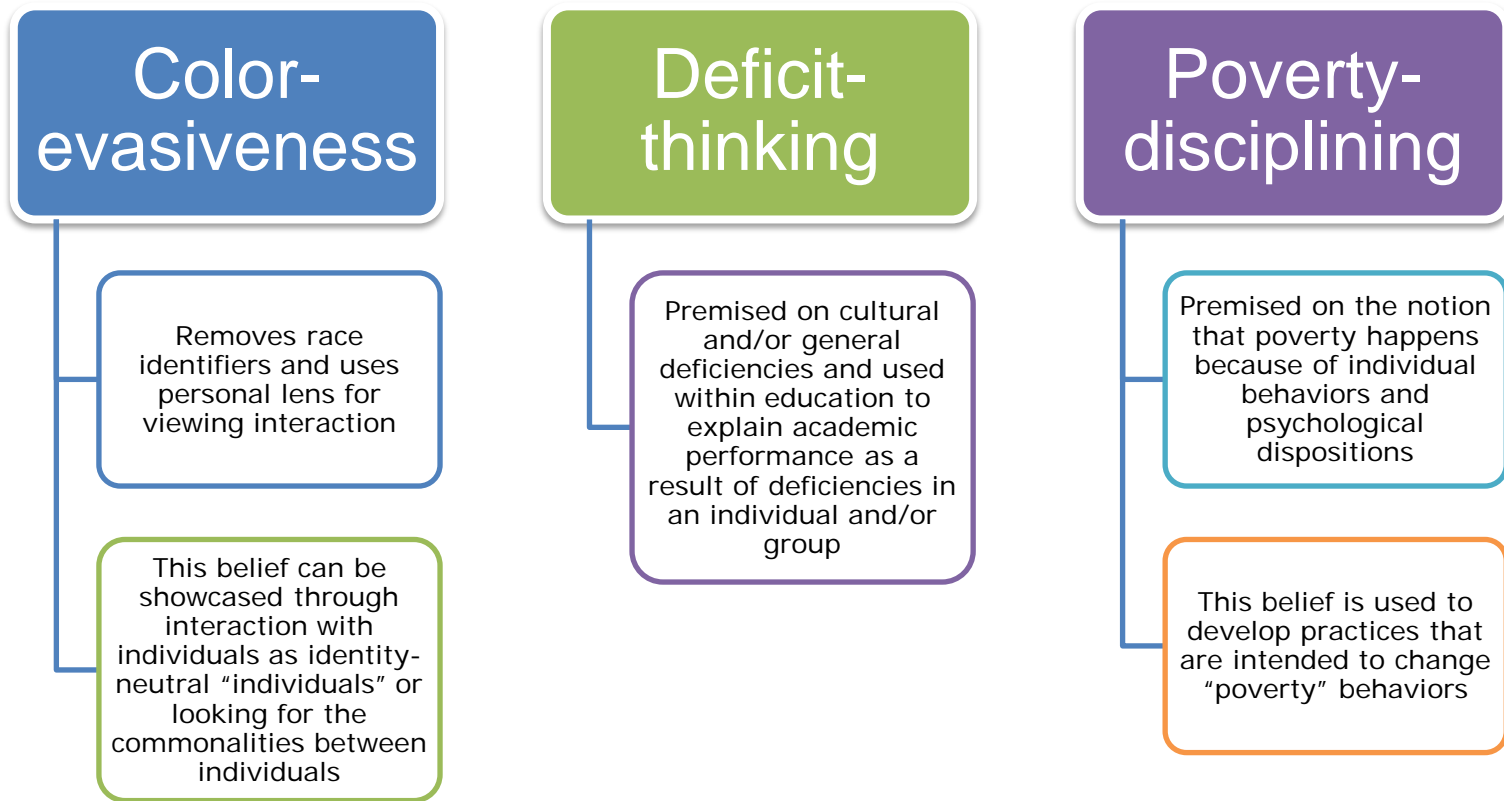 Color-
evasiveness
Removes race
identifiers and uses
personal lens for
viewing interaction
This belief can be
showcased through
interaction with
individuals as identity-
neutral “individuals” or
looking for the
commonalities between
individuals
Deficit-
thinking
Premised on cultural
and/or general
deficiencies and used
within education to
explain academic
performance as a
result of deficiencies in
an individual and/or
group
Poverty-
disciplining
Premised on the notion
that poverty happens
because of individual
behaviors and
psychological
dispositions
This belief is used to
develop practices that
are intended to change
“poverty” behaviors